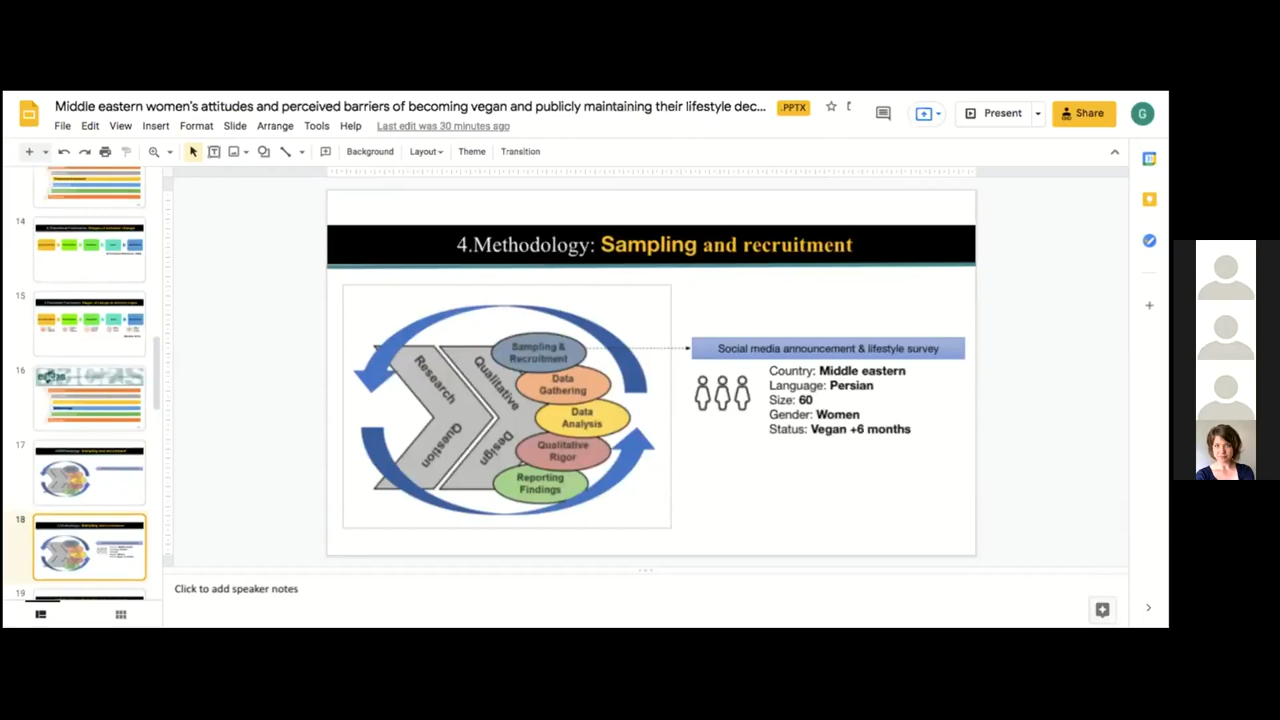 Middle eastern women's attitudes and perceived barriers of becoming vegan and publicly maintaining their lifestyle dec...
.PPTX
File Edit View Insert Format Slide Arrange Tools Help Last edit was 30 minutes ago
Present
Share
G
Background Layout Theme Transition
14
15
16
17
18
19
4.Methodology: Sampling and recruitment
Research
Question
Qualitative
Design
Sampling &
Recruitment
Data
Gathering
Data
Analysis
Qualitative
Rigor
Reporting
Findings
Social media announcement & lifestyle survey
Country: Middle eastern
Language: Persian
Size: 60
Gender: Women
Status: Vegan +6 months
Click to add speaker notes